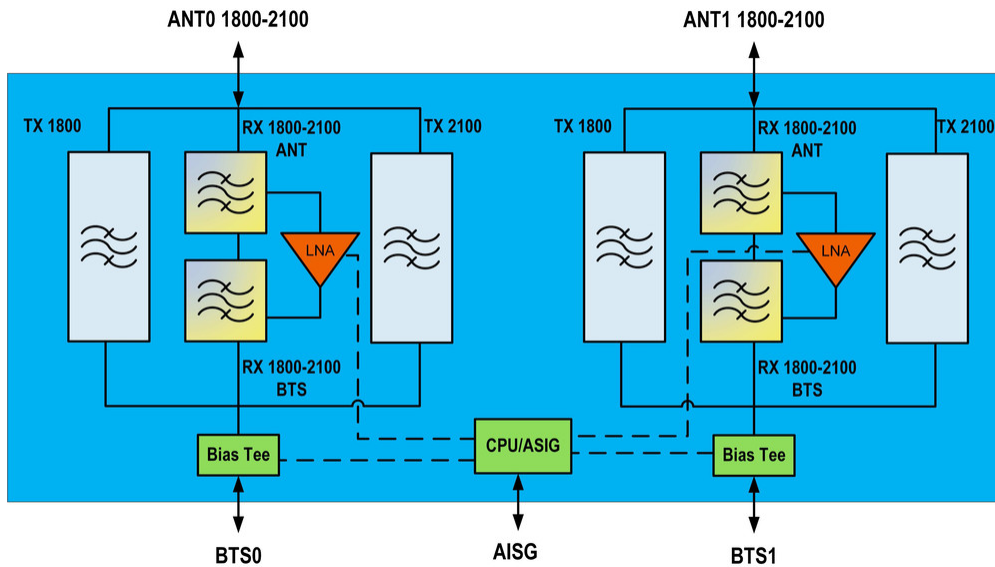 ANT0 1800-2100
ANT1 1800-2100
TX 1800
RX 1800-2100
ANT
TX 2100
TX 1800
RX 1800-2100
ANT
TX 2100
LNA
LNA
RX 1800-2100
BTS
RX 1800-2100
BTS
Bias Tee
CPU/ASIG
Bias Tee
BTS0
AISG
BTS1